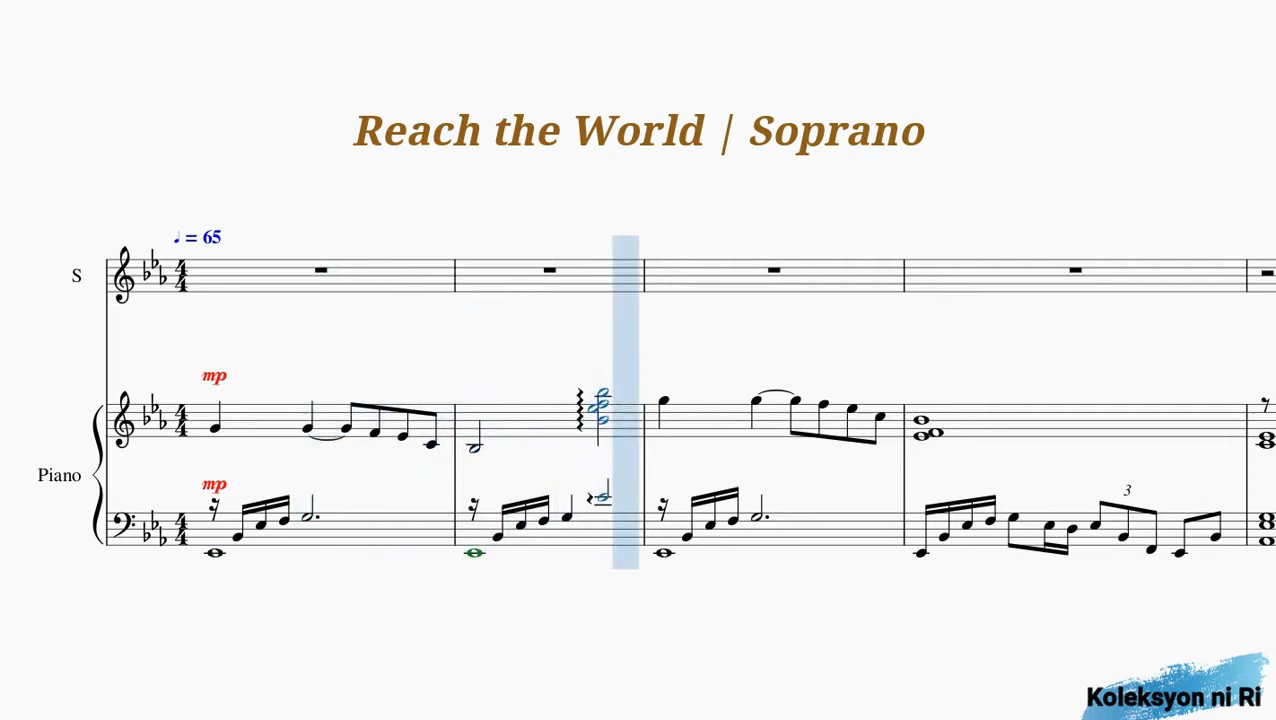 Reach the World | Soprano
♩ = 65
S
mp
Piano
mp
3
Koleksyon ni Ri